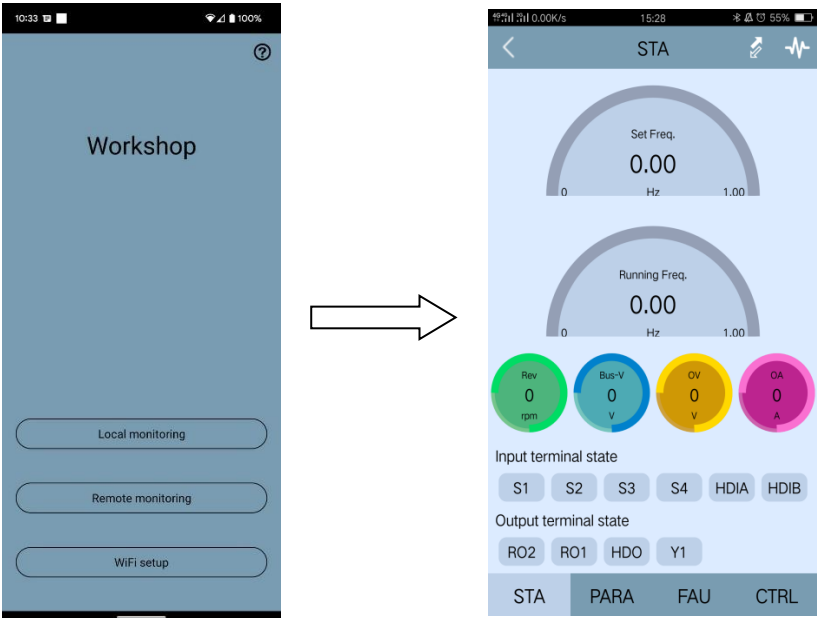 10:33
100%
Workshop
Local monitoring
Remote monitoring
WiFi setup
0.00K/s 15:28 55%
STA
Set Freq.
0.00
0 Hz 1.00
Running Freq.
0.00
0 Hz 1.00
Rev Bus-V OV OA
0 0 0 0
rpm V V A
Input terminal state
S1 S2 S3 S4 HDIA HDIB
Output terminal state
RO2 RO1 HDO Y1
STA PARA FAU CTRL